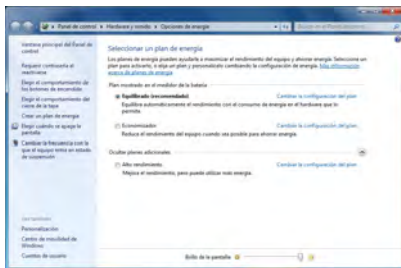 Panel de control ▸ Hardware y sonido ▸ Opciones de energía
Ventana principal del Panel de
control
Requerir contraseña al
reactivarse
Elegir el comportamiento de
los botones de encendido
Elegir el comportamiento del
cierre de la tapa
Crear un plan de energía
Elegir cuándo se apaga la
pantalla
Cambiar la frecuencia con la
que el equipo entra en estado
de suspensión
Seleccionar un plan de energía
Los planes de energía pueden ayudarle a maximizar el rendimiento del equipo y ahorrar energía. Seleccione un
plan para activarlo, o elija un plan y personalícelo cambiando la configuración de energía. Más información
acerca de planes de energía
Plan mostrado en el medidor de la batería
Equilibrado (recomendado) Cambiar la configuración del plan
Equilibra automáticamente el rendimiento con el consumo de energía en el hardware que lo
permite.
Economizador Cambiar la configuración del plan
Reduce el rendimiento del equipo cuando sea posible para ahorrar energía.
Ocultar planes adicionales
Alto rendimiento Cambiar la configuración del plan
Mejora el rendimiento, pero puede utilizar más energía.
Vea también
Personalización
Centro de movilidad de
Windows
Cuentas de usuario
Brillo de la pantalla